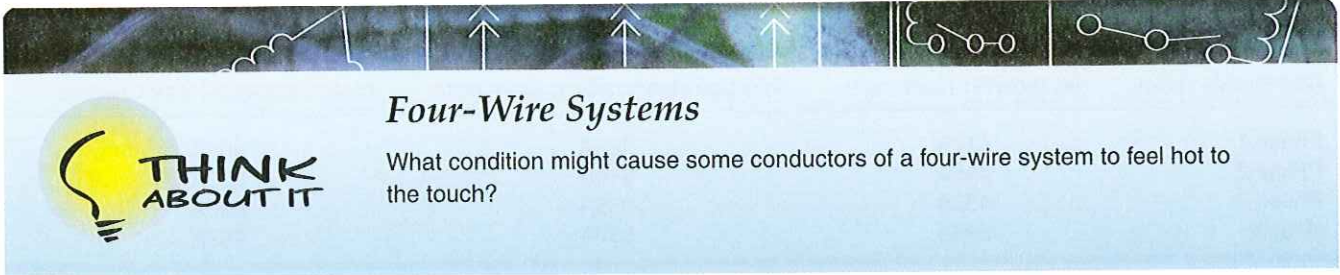 Four-Wire Systems
THINK
ABOUT IT
What condition might cause some conductors of a four-wire system to feel hot to
the touch?